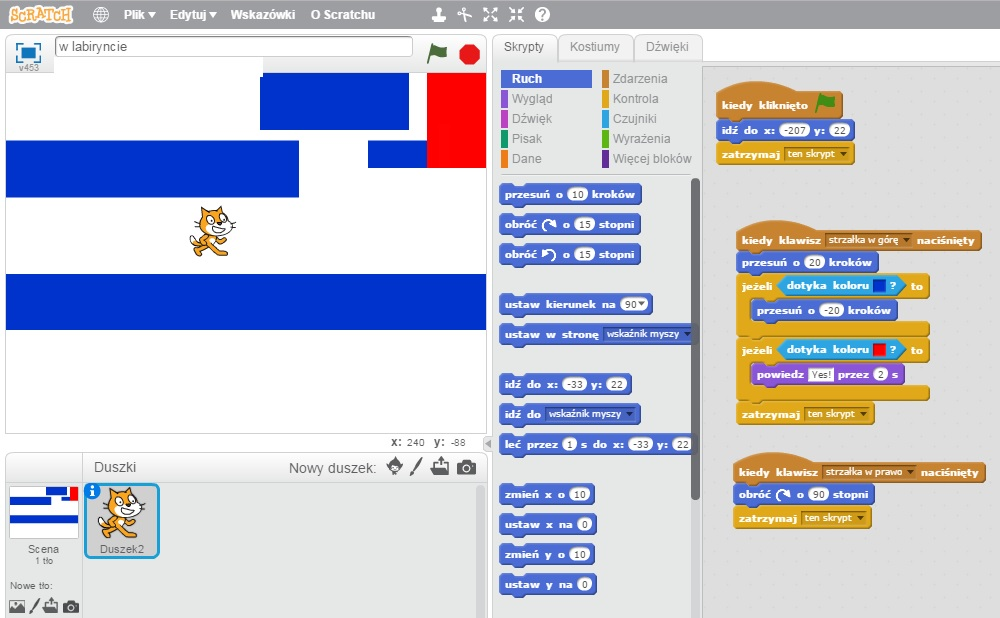 SCRATCH Plik Edytuj Wskazówki O Scratchu ?
v453 w labiryncie
Skrypty Kostiumy Dźwięki
Ruch Zdarzenia
Wygląd Kontrola
Dźwięk Czujniki
Pisak Wyrażenia
Dane Więcej bloków
przesuń o 10 kroków
obróć o 15 stopni
obróć o 15 stopni
ustaw kierunek na 90
ustaw w stronę wskaźnik myszy
idź do x: -33 y: 22
idź do wskaźnik myszy
leć przez 1 s do x: -33 y: 22
zmień x o 10
ustaw x na 0
zmień y o 10
ustaw y na 0
kiedy kliknięto
idź do x: -207 y: 22
zatrzymaj ten skrypt
kiedy klawisz strzałka w górę naciśnięty
przesuń o 20 kroków
jeżeli dotyka koloru ? to
przesuń o -20 kroków
jeżeli dotyka koloru ? to
powiedz Yes! przez 2 s
zatrzymaj ten skrypt
kiedy klawisz strzałka w prawo naciśnięty
obróć o 90 stopni
zatrzymaj ten skrypt
x: 240 y: -88
Duszki Nowy duszek:
i
Scena
1 tło
Duszek2
Nowe tło: